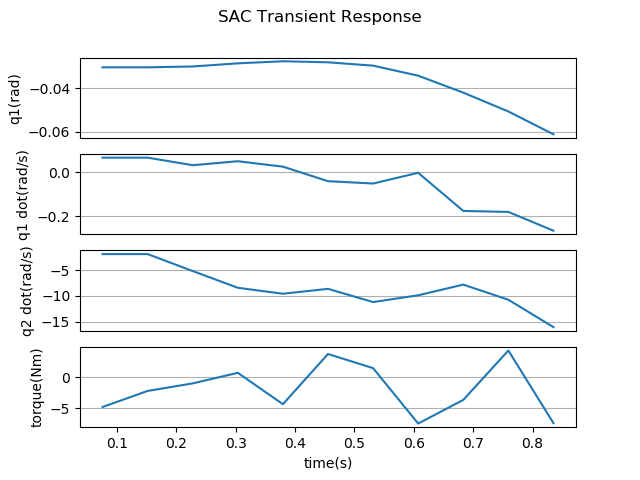 SAC Transient Response
q1(rad)
−0.04
−0.06
q1 dot(rad/s)
0.0
−0.2
q2 dot(rad/s)
−5
−10
−15
torque(Nm)
0
−5
0.1 0.2 0.3 0.4 0.5 0.6 0.7 0.8
time(s)